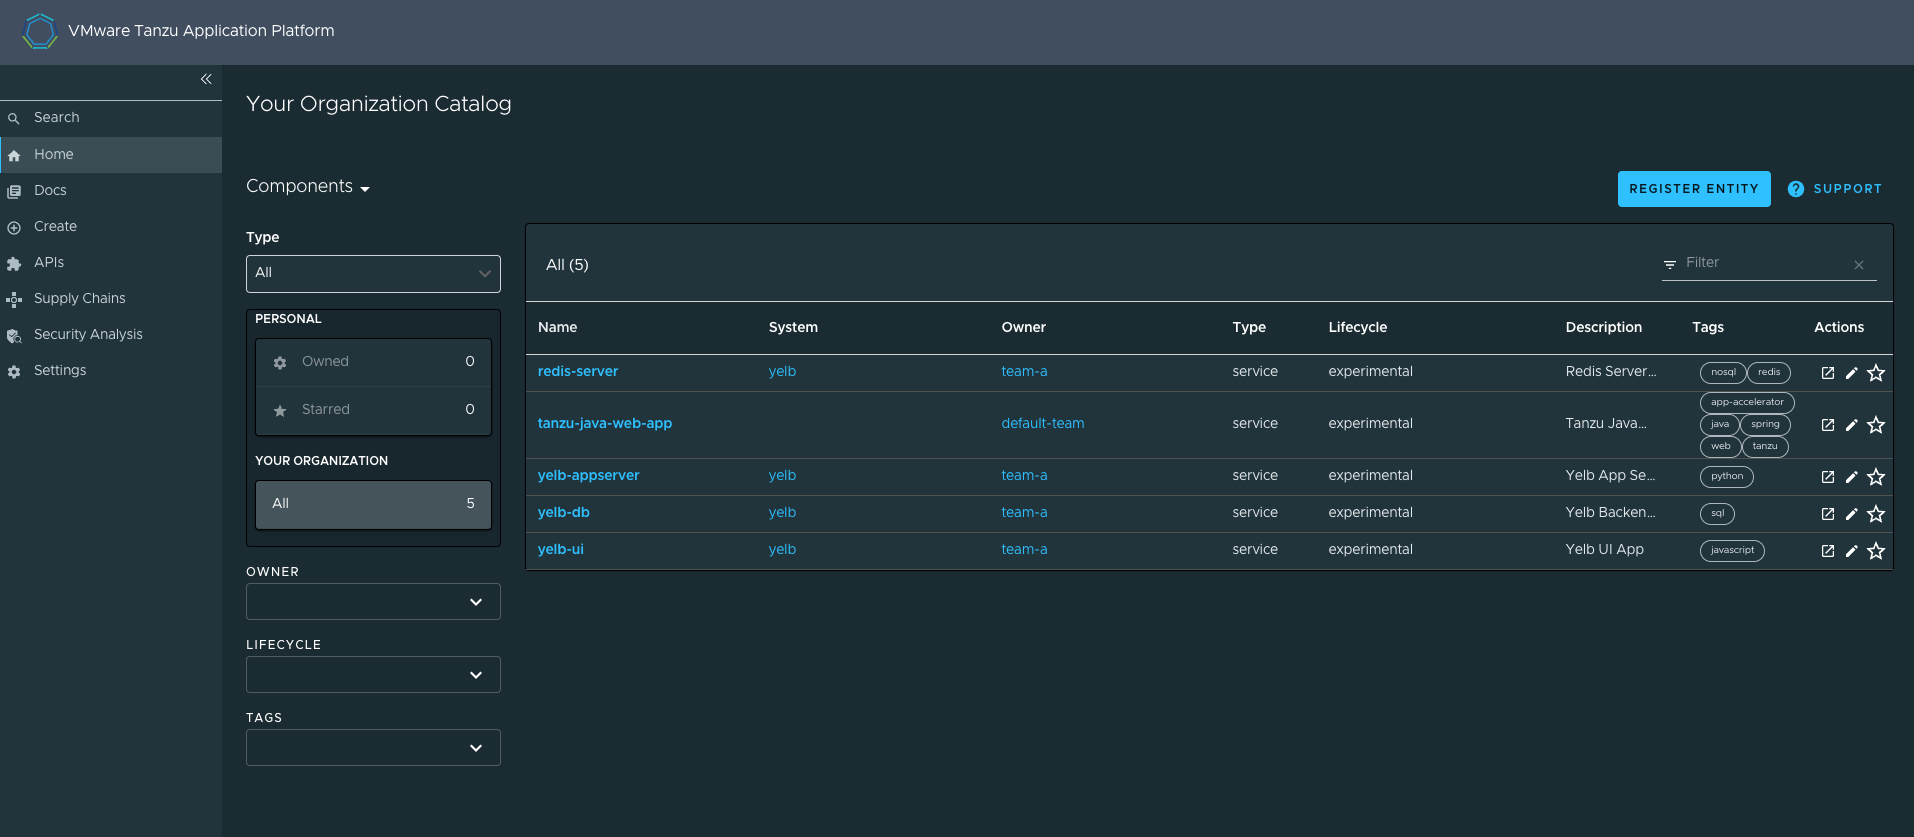 VMware Tanzu Application Platform
Search
Home
Docs
Create
APIs
Supply Chains
Security Analysis
Settings
Your Organization Catalog
Components
REGISTER ENTITY
? SUPPORT
Type
All
PERSONAL
Owned 0
Starred 0
YOUR ORGANIZATION
All 5
OWNER
LIFECYCLE
TAGS
All (5)
Filter
Name System Owner Type Lifecycle Description Tags Actions
redis-server yelb team-a service experimental Redis Server... nosql redis
app-accelerator
tanzu-java-web-app default-team service experimental Tanzu Java... java spring
web tanzu
yelb-appserver yelb team-a service experimental Yelb App Se... python
yelb-db yelb team-a service experimental Yelb Backen... sql
yelb-ui yelb team-a service experimental Yelb UI App javascript